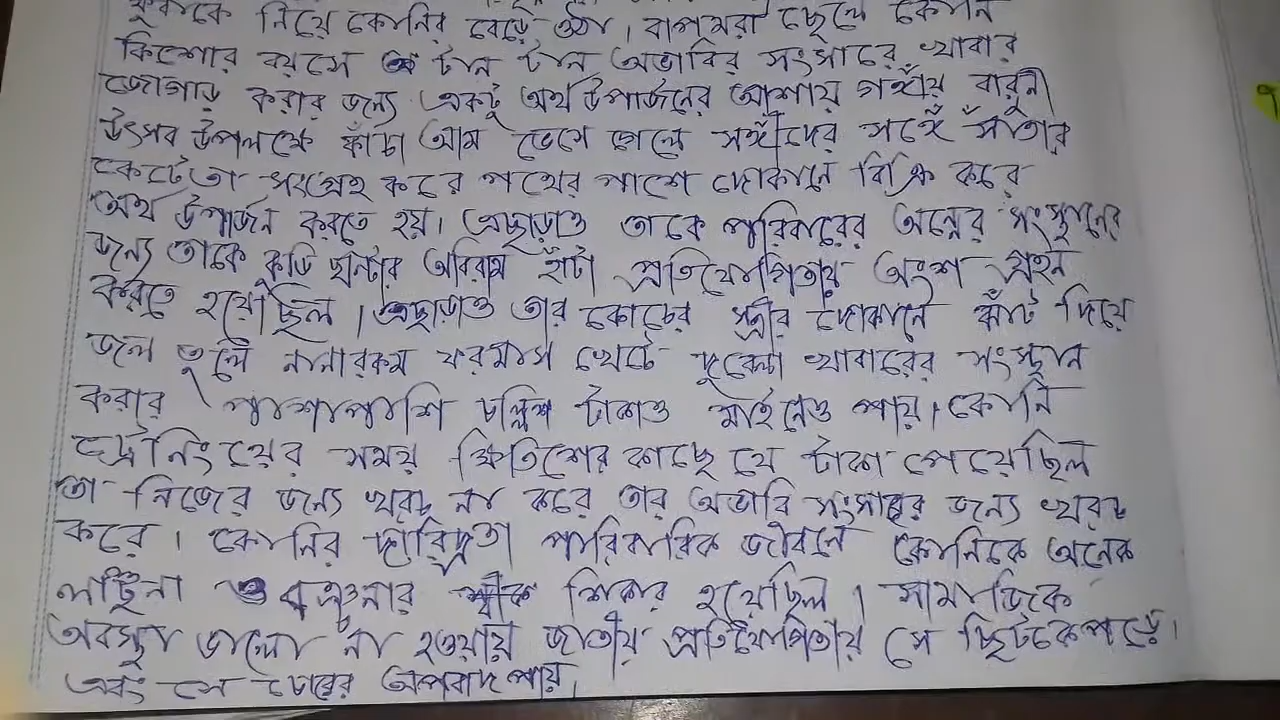 নিয়ে কোনির বেড়ে ওঠা। বাপমরা ছেলে কোনি
কিশোর বয়সে টান টান অভাবির সংসারে খাবার
জোগাড় করার জন্যে একটু অর্থ উপার্জনের আশায় গঙ্গায় বারুনী
উৎসব উপলক্ষে কাঁচা আম ভেসে গেলে সঙ্গীদের সঙ্গে সাঁতার
কেটে তা সংগ্রহ করে পথের পাশে দোকানে বিক্রি করে
অর্থ উপার্জন করতে হয়। এছাড়াও তাকে পরিবারের অন্নের সংস্থানের
জন্য তাকে কুড়ি ঘন্টার অবিরাম হাঁটা প্রতিযোগিতায় অংশ গ্রহন
করতে হয়েছিল। এছাড়াও তার কোচের স্ত্রীর দোকানে ঝাঁট দিয়ে
জল তুলে নানারকম ফরমাস খেটে দুবেলা খাবারের সংস্থান
করার পাশাপাশি চল্লিশ টাকাও মাইনেও পায়। কোনি
ট্রেনিংয়ের সময় ক্ষিতিশের কাছে যে টাকা পেয়েছিল
তা নিজের জন্যে খরচ না করে তার অভাবি সংসারের জন্যে খরচ
করে। কোনির দারিদ্রতা পারিবারিক জীবনে কোনিকে অনেক
লাঞ্ছনা ও বঞ্চনার শিকার হয়েছিল। সামাজিক
অবস্থা ভালো না হওয়ায় জাতীয় প্রতিযোগিতায় সে ছিটকে পড়ে।
এবং সে চোরের অপবাদ পায়।